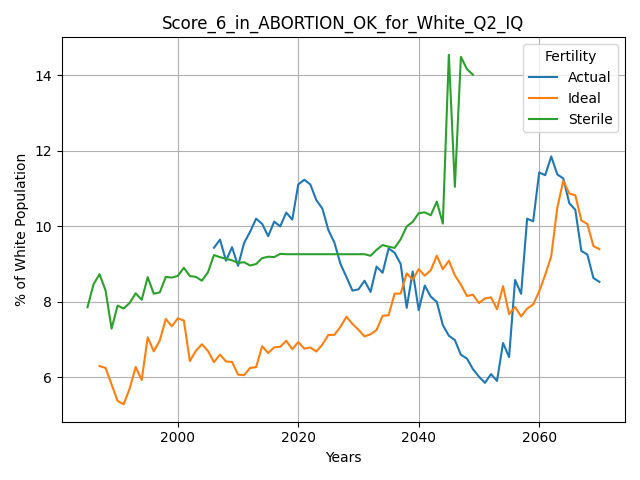 Score_6_in_ABORTION_OK_for_White_Q2_IQ
Fertility
Actual
Ideal
Sterile
% of White Population
14
12
10
8
6
2000
2020
2040
2060
Years